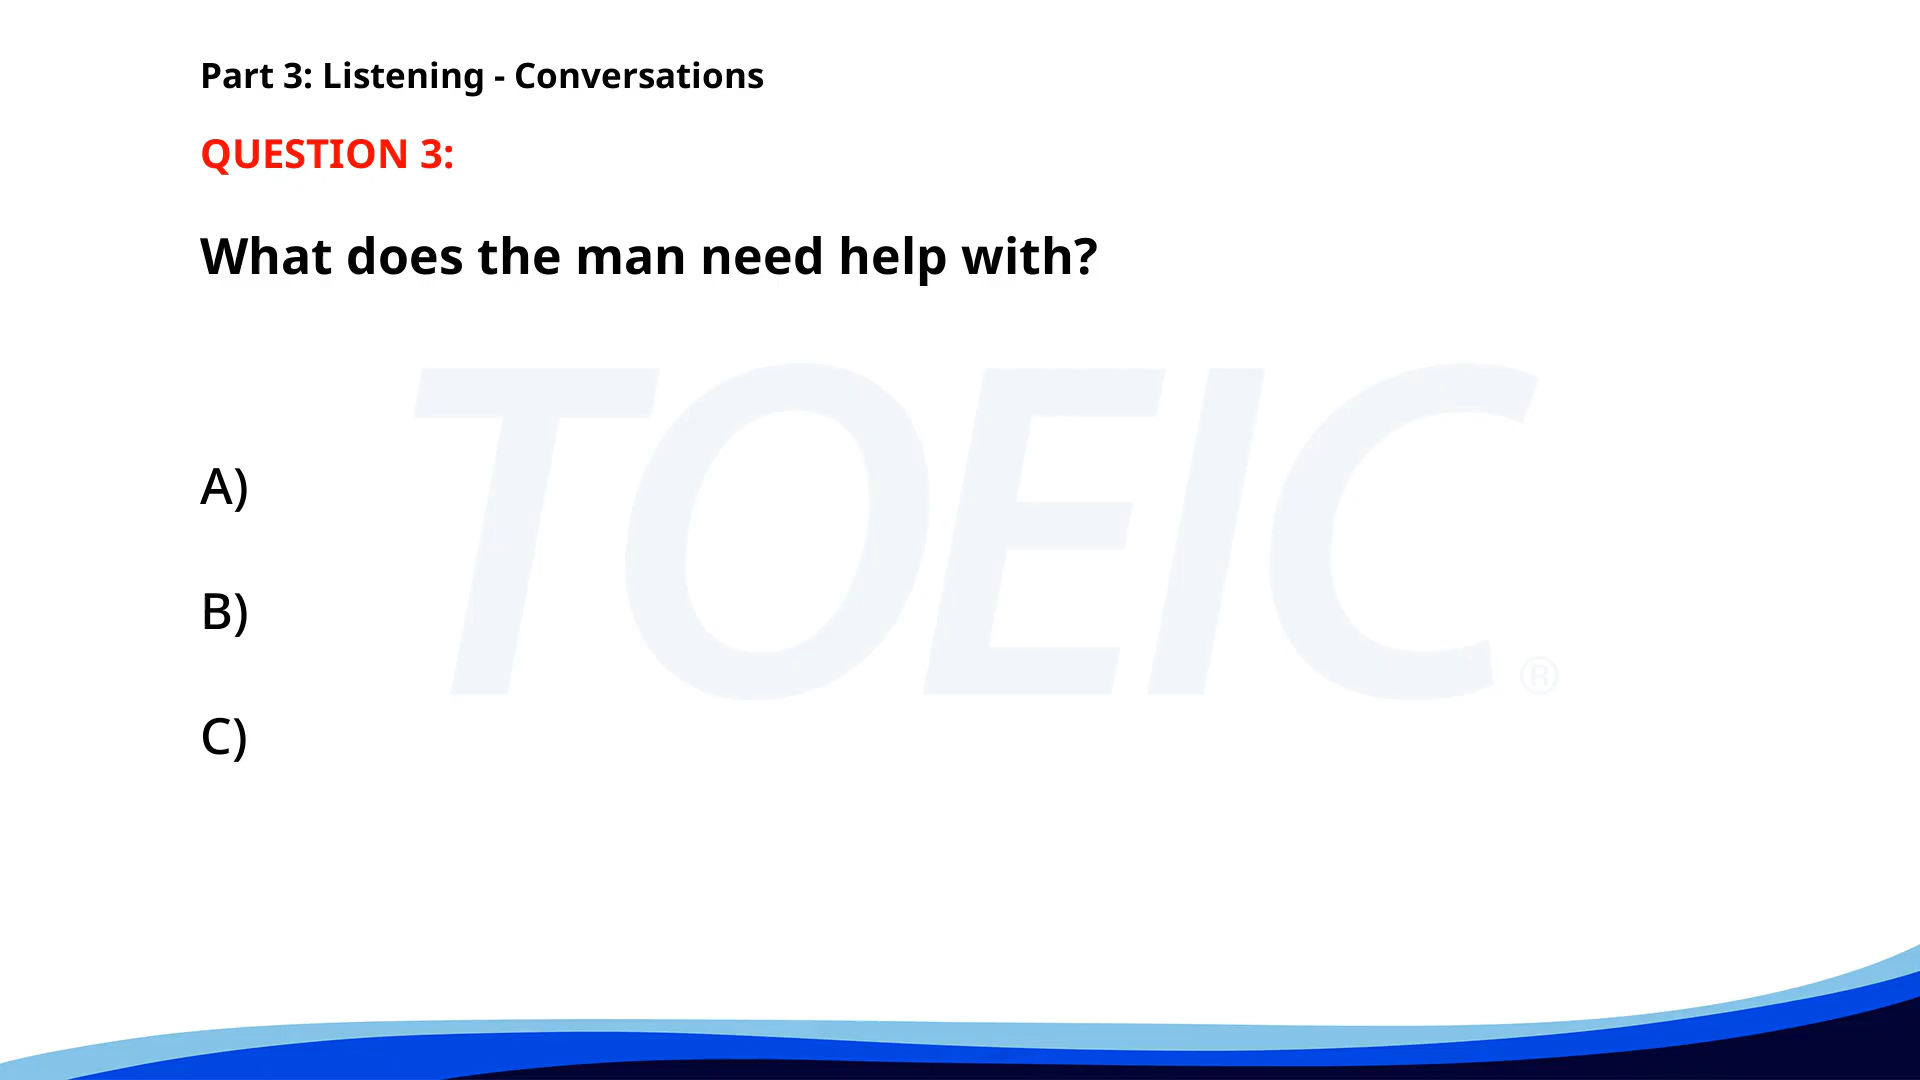 Part 3: Listening - Conversations
QUESTION 3:
What does the man need help with?
TOEIC®
A)
B)
C)